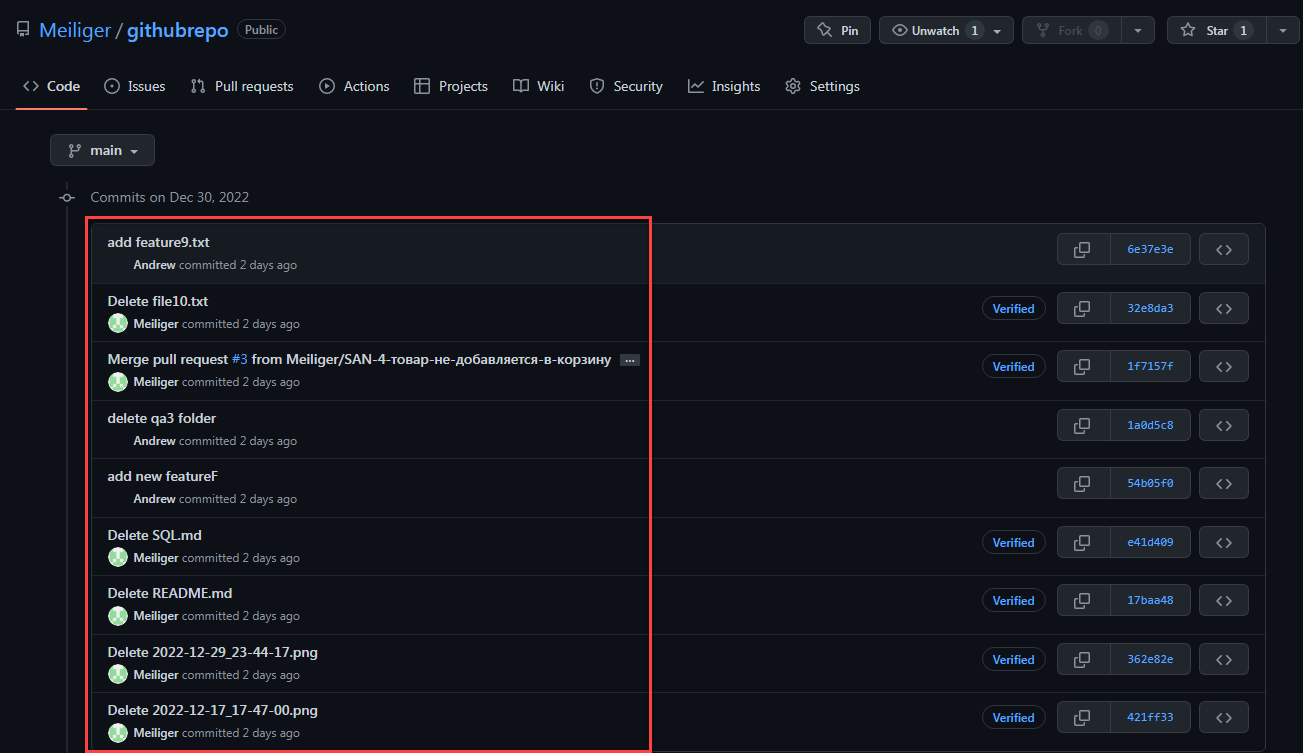 Meiliger / githubrepo Public
Pin Unwatch 1 Fork 0 Star 1
Code Issues Pull requests Actions Projects Wiki Security Insights Settings
main
Commits on Dec 30, 2022
add feature9.txt
Andrew committed 2 days ago
6e37e3e
Delete file10.txt
Meiliger committed 2 days ago
Verified 32e8da3
Merge pull request #3 from Meiliger/SAN-4-товар-не-добавляется-в-корзину ...
Meiliger committed 2 days ago
Verified 1f7157f
delete qa3 folder
Andrew committed 2 days ago
1a0d5c8
add new featureF
Andrew committed 2 days ago
54b05f0
Delete SQL.md
Meiliger committed 2 days ago
Verified e41d409
Delete README.md
Meiliger committed 2 days ago
Verified 17baa48
Delete 2022-12-29_23-44-17.png
Meiliger committed 2 days ago
Verified 362e82e
Delete 2022-12-17_17-47-00.png
Meiliger committed 2 days ago
Verified 421ff33